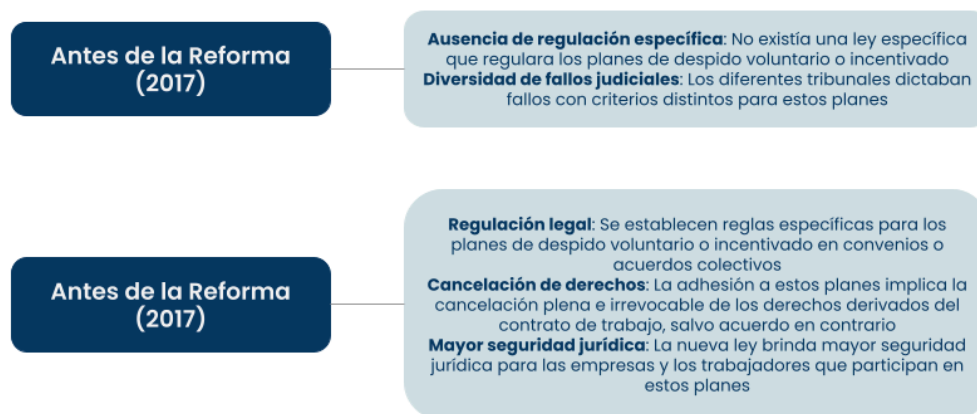 Antes de la Reforma
(2017)
Ausencia de regulación específica: No existía una ley específica
que regulara los planes de despido voluntario o incentivado
Diversidad de fallos judiciales: Los diferentes tribunales dictaban
fallos con criterios distintos para estos planes
Antes de la Reforma
(2017)
Regulación legal: Se establecen reglas específicas para los
planes de despido voluntario o incentivado en convenios o
acuerdos colectivos
Cancelación de derechos: La adhesión a estos planes implica la
cancelación plena e irrevocable de los derechos derivados del
contrato de trabajo, salvo acuerdo en contrario
Mayor seguridad jurídica: La nueva ley brinda mayor seguridad
jurídica para las empresas y los trabajadores que participan en
estos planes